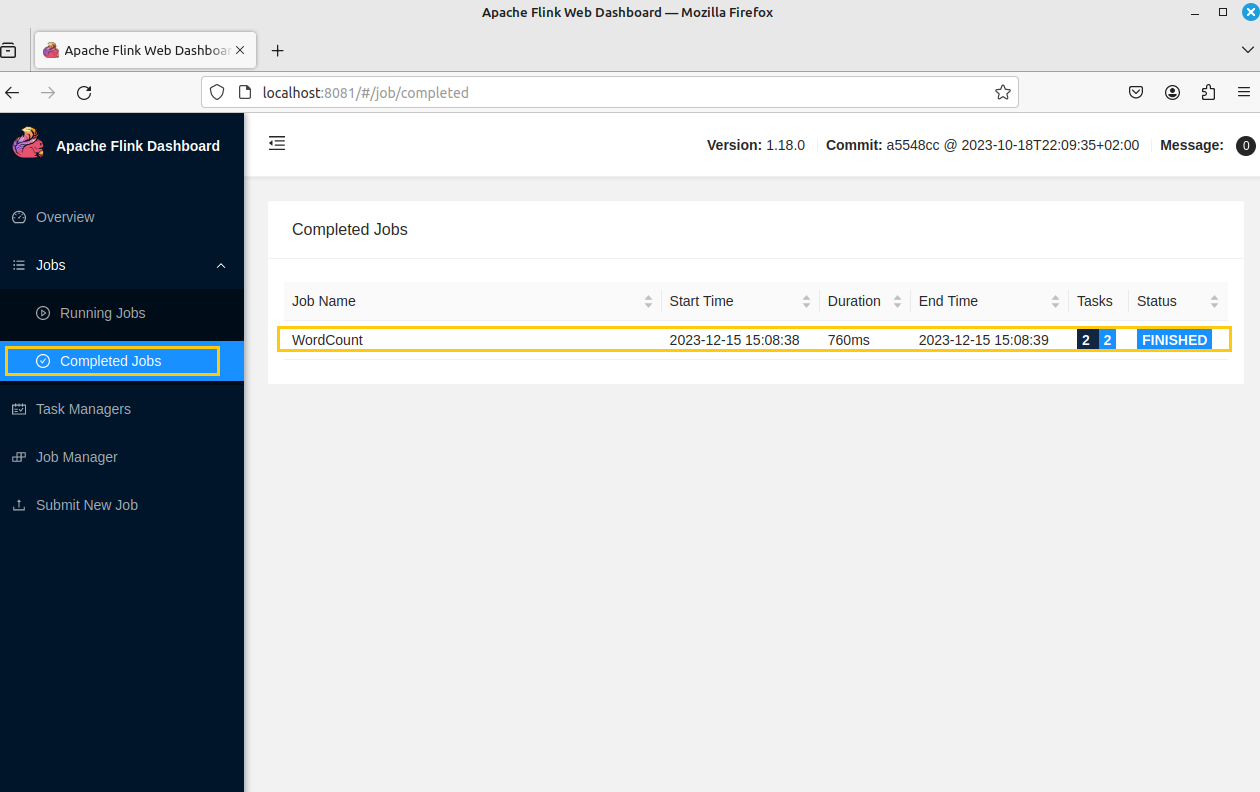 Apache Flink Web Dashboard — Mozilla Firefox
Apache Flink Web Dashboar
localhost:8081/#/job/completed
Apache Flink Dashboard
Version: 1.18.0 Commit: a5548cc @ 2023-10-18T22:09:35+02:00 Message: 0
Overview
Jobs
Running Jobs
Completed Jobs
Task Managers
Job Manager
Submit New Job
Completed Jobs
Job Name Start Time Duration End Time Tasks Status
WordCount 2023-12-15 15:08:38 760ms 2023-12-15 15:08:39 2 2 FINISHED